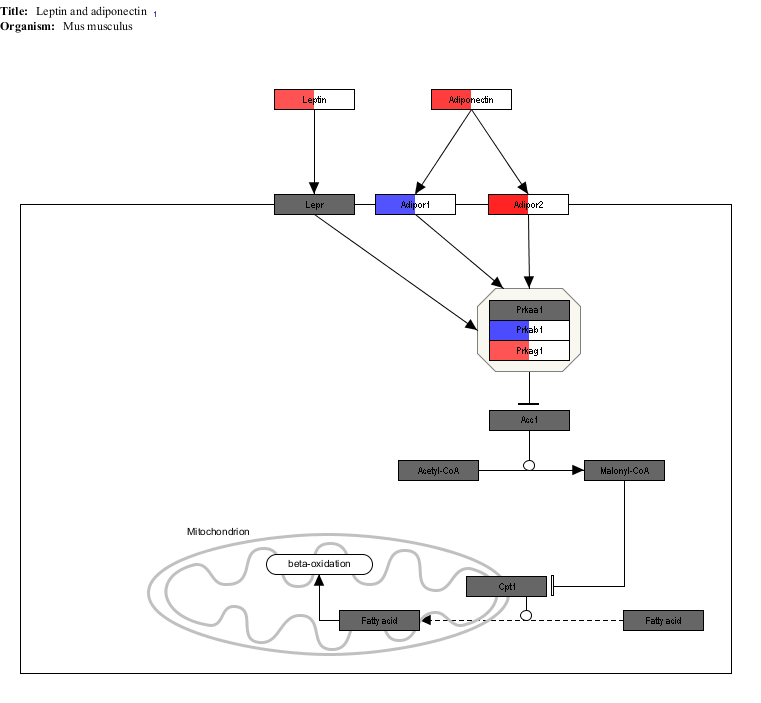 Title: Leptin and adiponectin 1
Organism: Mus musculus
Leptin
Adiponectin
Lepr
Adipor1
Adipor2
Prkaa1
Prkab1
Prkag1
Acc1
Acetyl-CoA
Malonyl-CoA
Mitochondrion
beta-oxidation
Cpt1
Fatty acid
Fatty acid